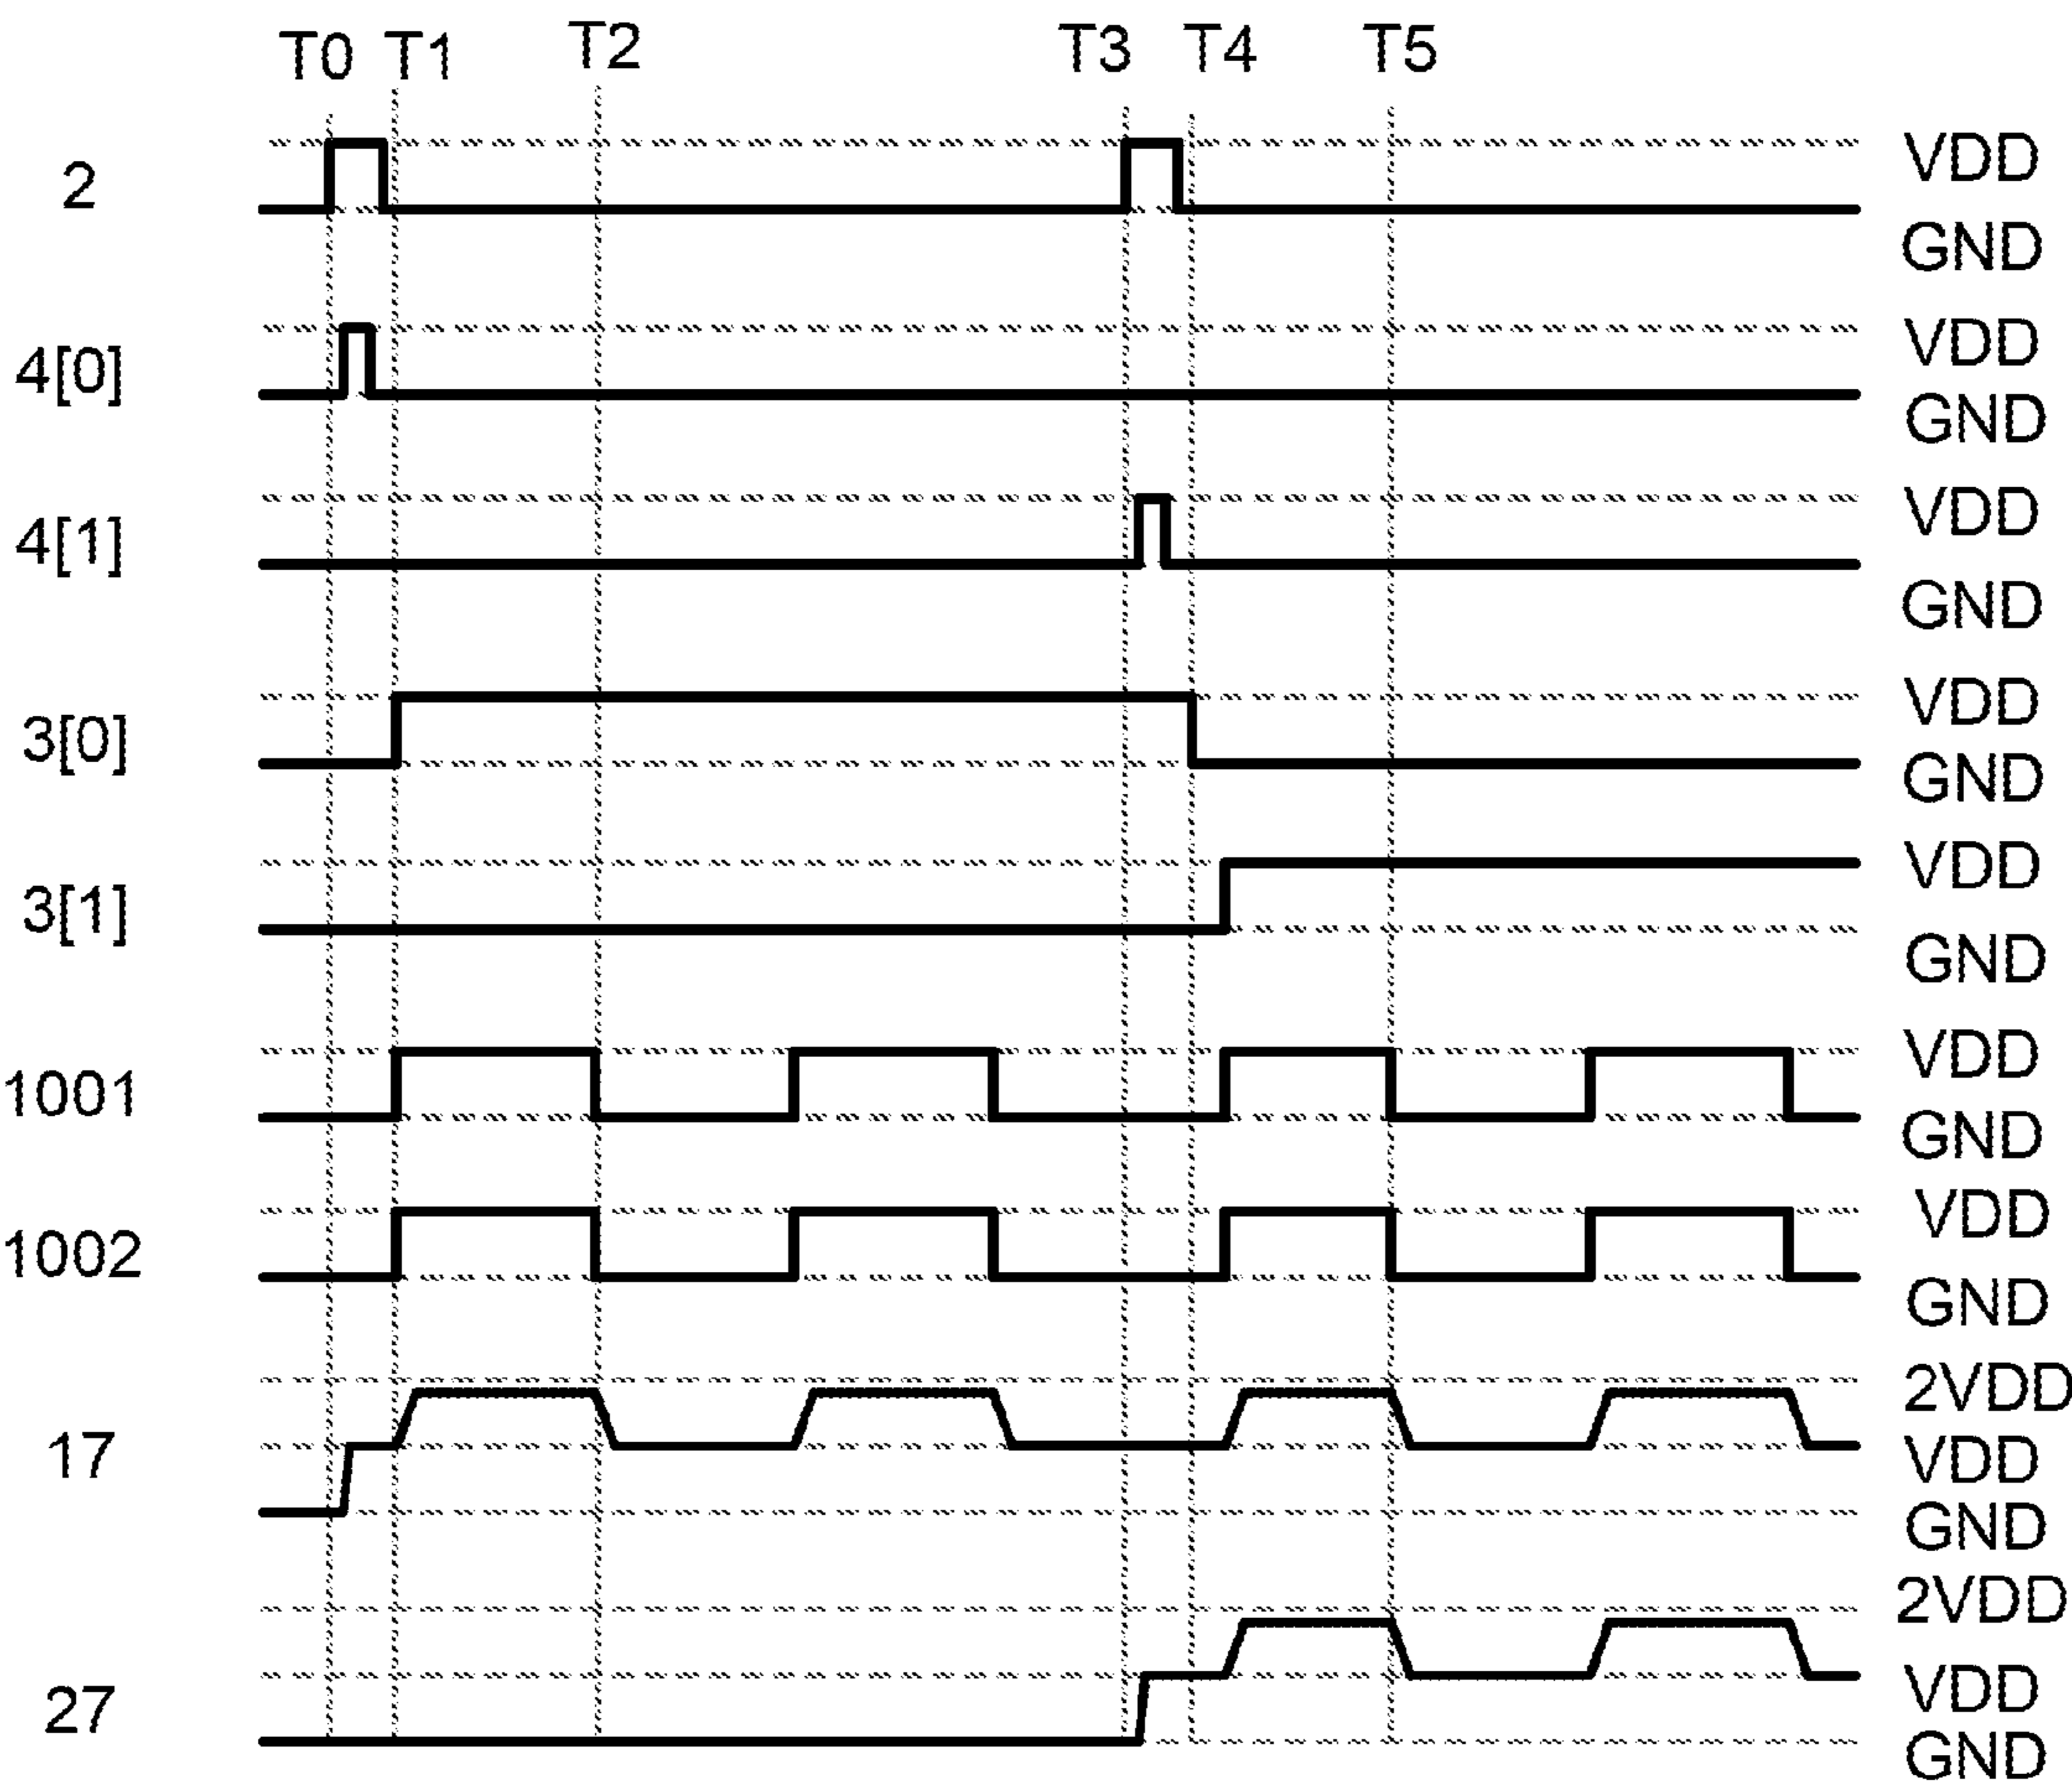 T0 T1 T2 T3 T4 T5
2 VDD
GND
4[0] VDD
GND
4[1] VDD
GND
3[0] VDD
GND
3[1] VDD
GND
1001 VDD
GND
1002 VDD
GND
2VDD
17 VDD
GND
2VDD
27 VDD
GND